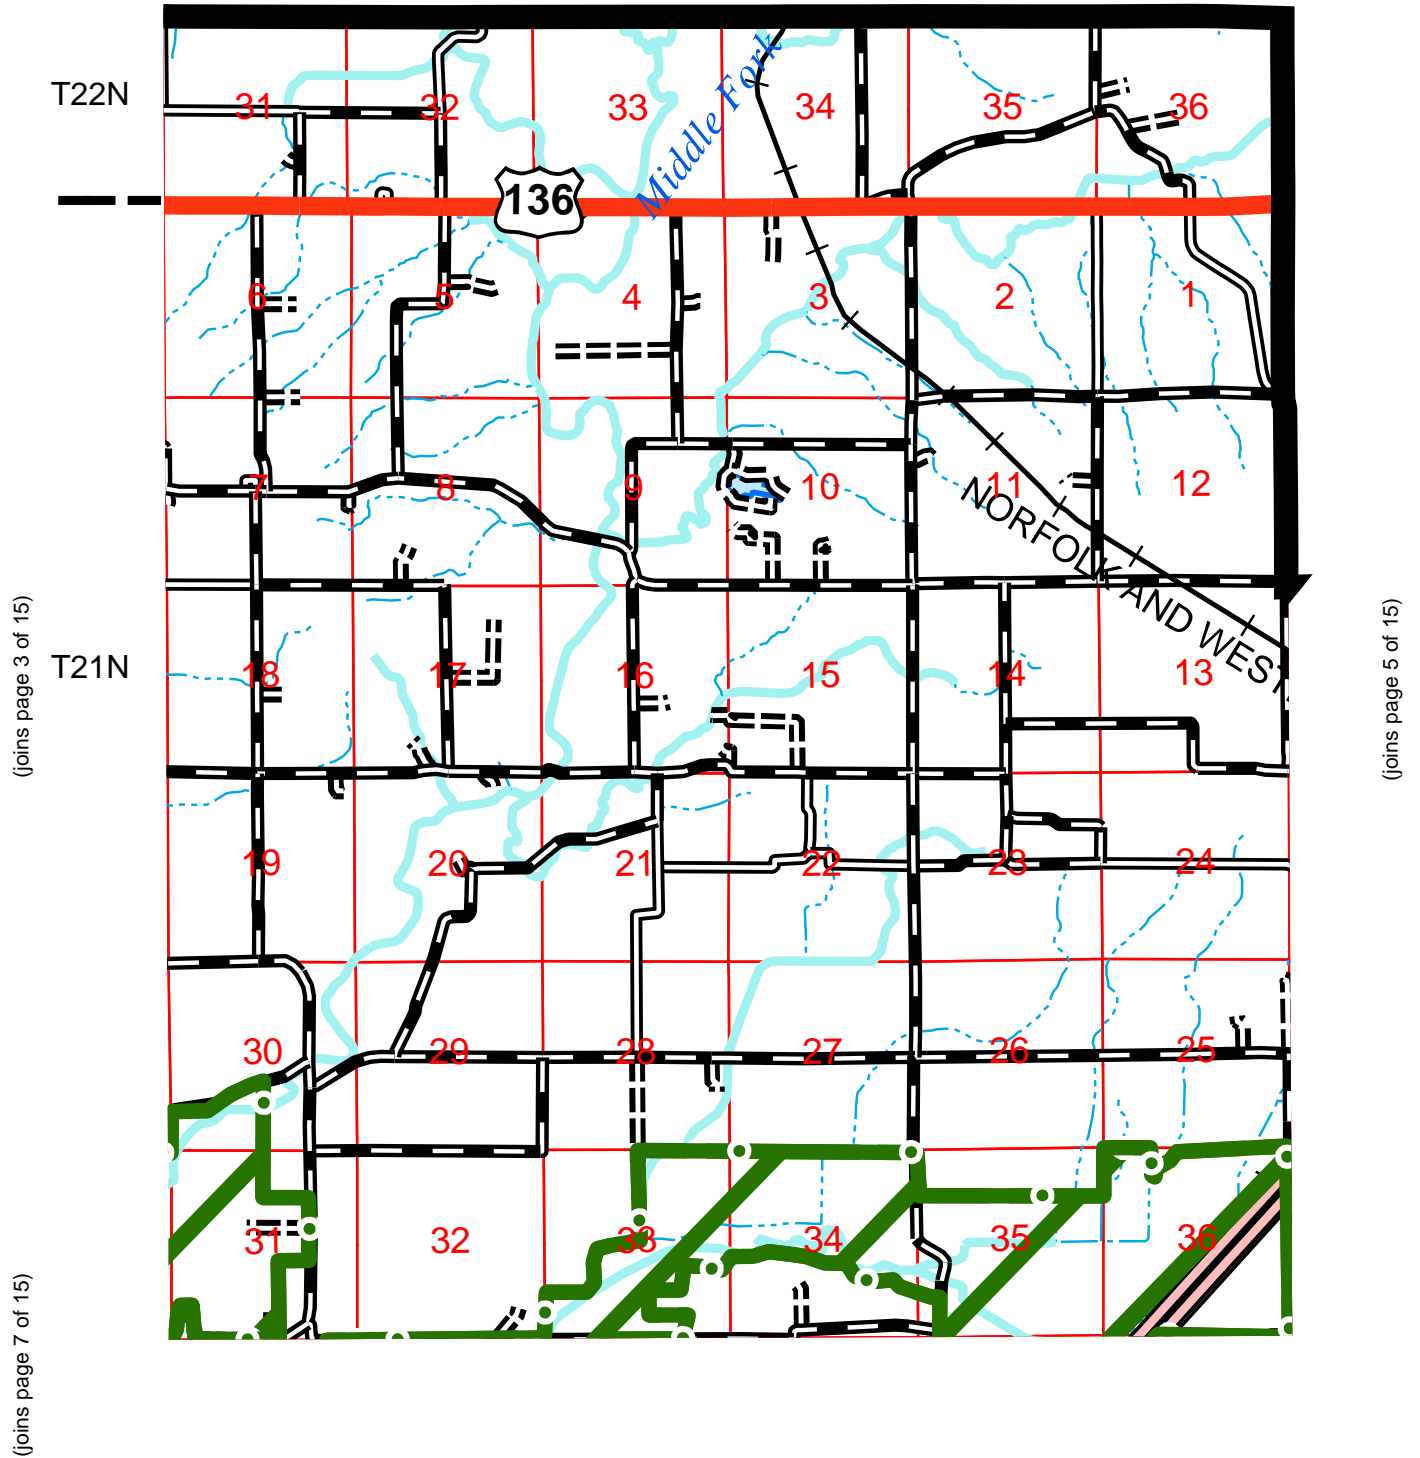 T22N
31 32 33 34 35 36
Middle Fork
136
6 5 4 3 2 1
7 8 9 10 11 12
NORFOLK AND WEST
(joins page 3 of 15)
T21N
18 17 16 15 14 13
(joins page 5 of 15)
19 20 21 22 23 24
30 29 28 27 26 25
31 32 33 34 35 36
(joins page 7 of 15)